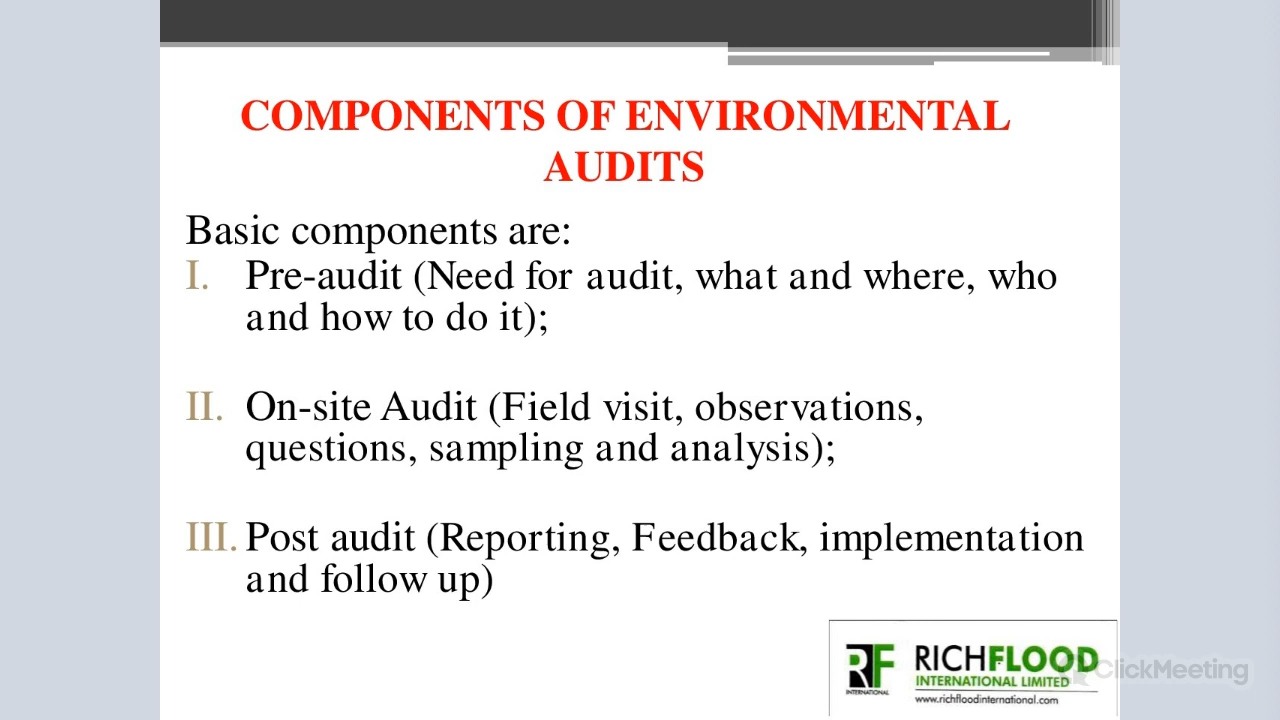 COMPONENTS OF ENVIRONMENTAL
AUDITS
Basic components are:
I. Pre-audit (Need for audit, what and where, who
and how to do it);
II. On-site Audit (Field visit, observations,
questions, sampling and analysis);
III. Post audit (Reporting, Feedback, implementation
and follow up)
RF
INTERNATIONAL
RICHFLOOD
INTERNATIONAL LIMITED
www.richfloodinternational.com
ClickMeeting